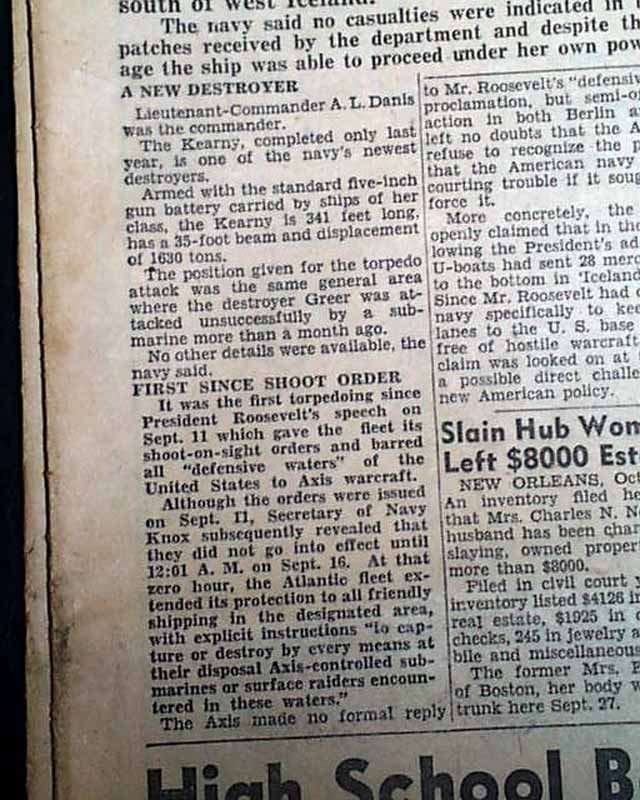 south of west Iceland.
The navy said no casualties were indicated in
patches received by the department and despite th
age the ship was able to proceed under her own pow
A NEW DESTROYER
Lieutenant-Commander A. L. Danis
was the commander.
The Kearny, completed only last
year, is one of the navy's newest
destroyers.
Armed with the standard five-inch
gun battery carried by ships of her
class, the Kearny is 341 feet long,
has a 35-foot beam and displacement
of 1630 tons.
The position given for the torpedo
attack was the same general area
where the destroyer Greer was at-
tacked unsuccessfully by a sub-
marine more than a month ago.
No other details were available, the
navy said.
FIRST SINCE SHOOT ORDER
It was the first torpedoing since
President Roosevelt's speech on
Sept. 11 which gave the fleet its
shoot-on-sight orders and barred
all "defensive waters" of the
United States to Axis warcraft.
Although the orders were issued
on Sept. 11, Secretary of Navy
Knox subsequently revealed that
they did not go into effect until
12:01 A. M. on Sept. 16. At that
zero hour, the Atlantic fleet ex-
tended its protection to all friendly
shipping in the designated area,
with explicit instructions "to cap-
ture or destroy by every means at
their disposal Axis-controlled sub-
marines or surface raiders encoun-
tered in these waters."
The Axis made no formal reply
to Mr. Roosevelt's "defensiv
proclamation, but semi-o
action in both Berlin a
left no doubts that the A
refuse to recognize the p
that the American navy
courting trouble if it soug
force it.
More concretely, the
openly claimed that in the
lowing the President's ad
U-boats had sent 28 merc
to the bottom in 'Iceland
Since Mr. Roosevelt had o
navy specifically to kee
lanes to the U. S. base
free of hostile warcraft
claim was looked on at
a possible direct challe
new American policy.
Slain Hub Wom
Left $8000 Est
NEW ORLEANS, Oct
An inventory filed he
that Mrs. Charles N. N
husband has been char
slaying, owned proper
more than $8000.
Filed in civil court y
inventory listed $4126 in
real estate, $1925 in
checks, 245 in jewelry a
bile and miscellaneous
The former Mrs. E
of Boston, her body w
trunk here Sept. 27.
High School B